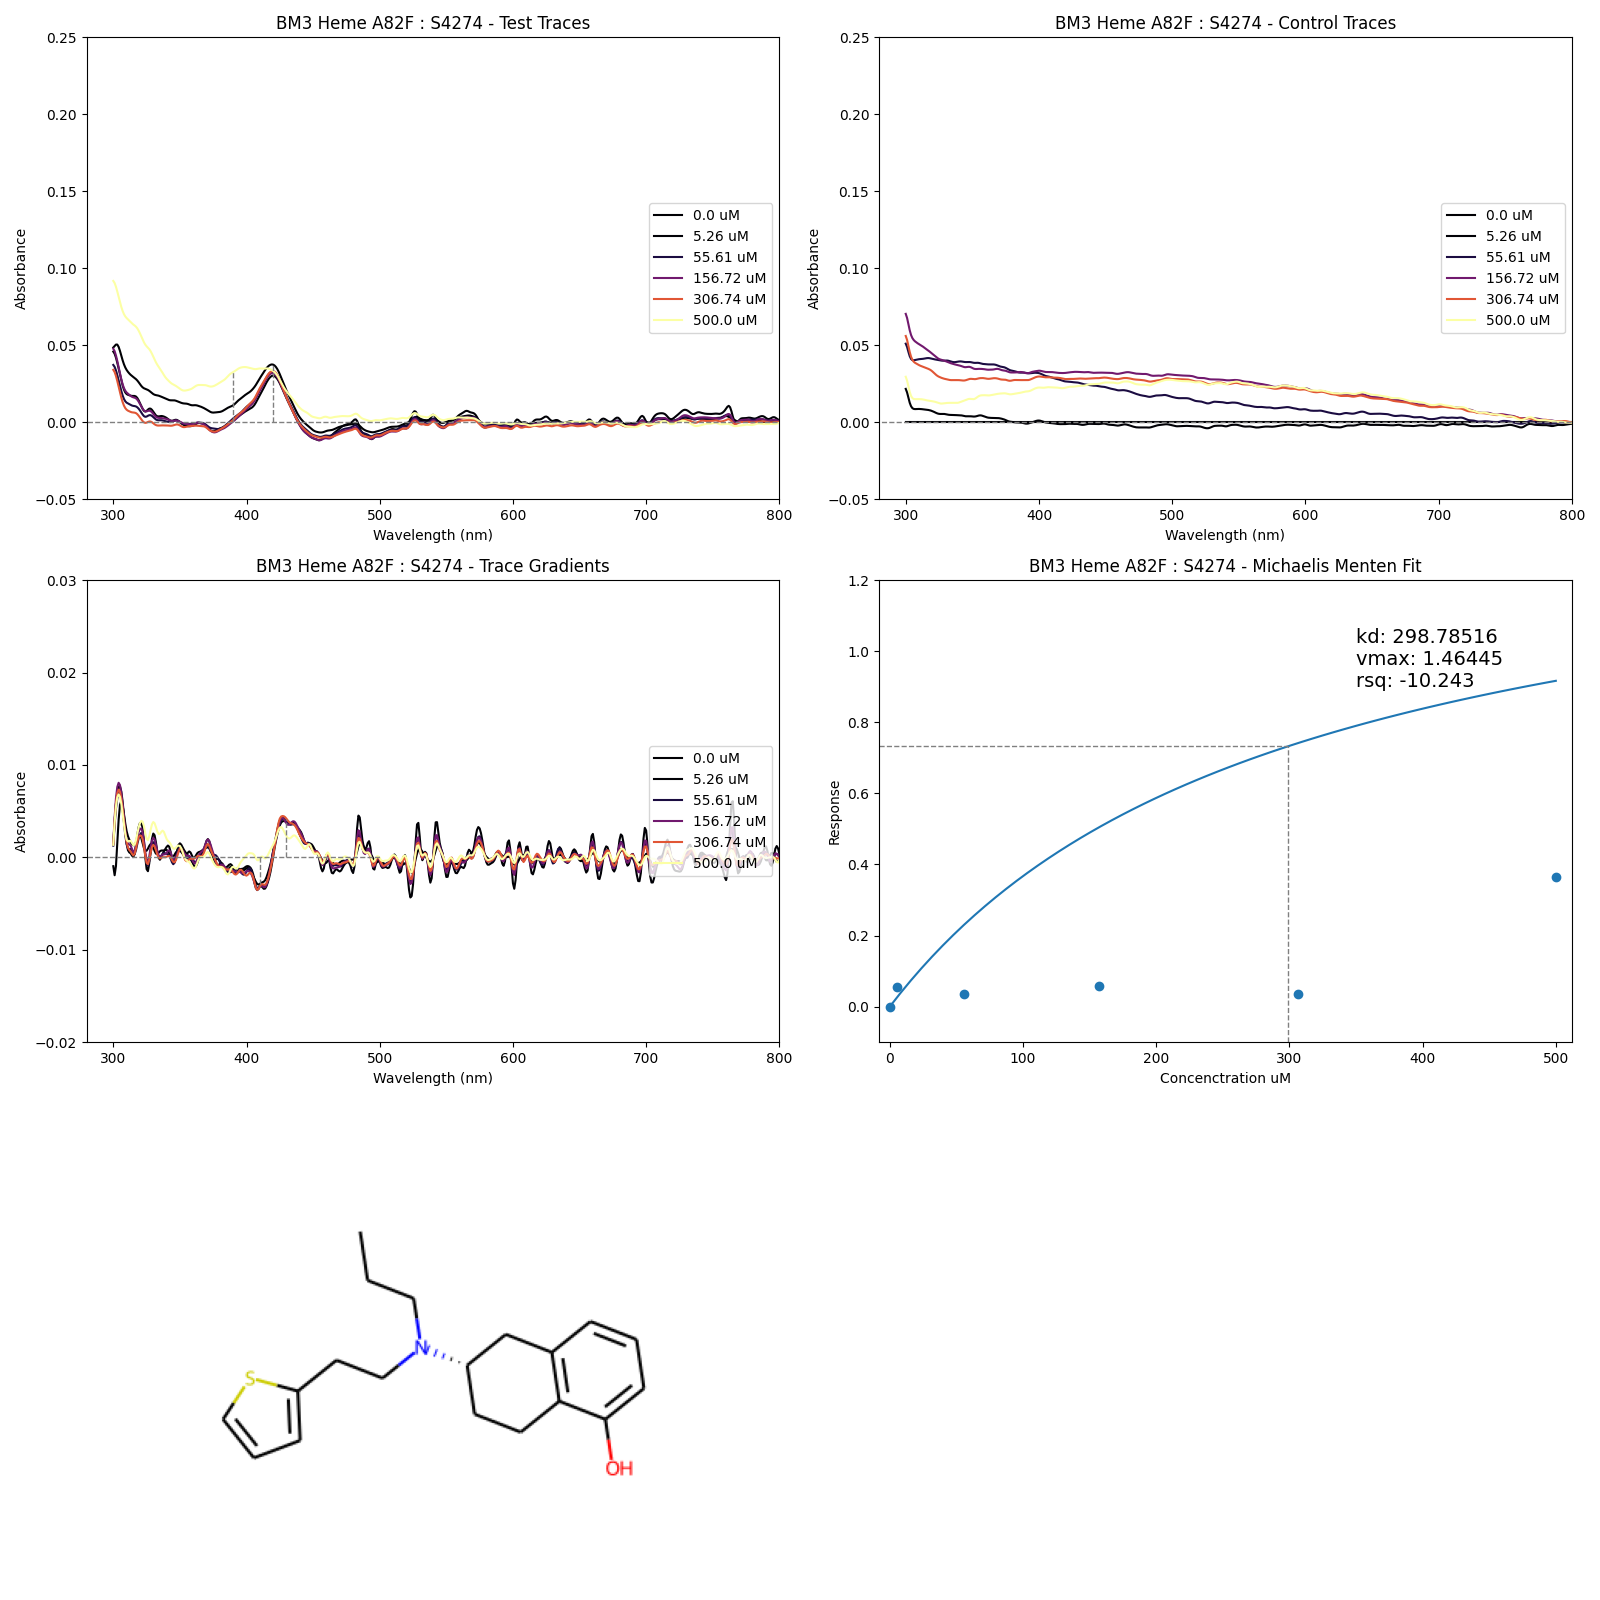 BM3 Heme A82F : S4274 - Test Traces
0.25
0.20
0.15
0.10
0.05
0.00
−0.05
Absorbance
300
400
500
600
700
800
Wavelength (nm)
0.0 uM
5.26 uM
55.61 uM
156.72 uM
306.74 uM
500.0 uM
BM3 Heme A82F : S4274 - Control Traces
0.25
0.20
0.15
0.10
0.05
0.00
−0.05
Absorbance
300
400
500
600
700
800
Wavelength (nm)
0.0 uM
5.26 uM
55.61 uM
156.72 uM
306.74 uM
500.0 uM
BM3 Heme A82F : S4274 - Trace Gradients
0.03
0.02
0.01
0.00
−0.01
−0.02
Absorbance
300
400
500
600
700
800
Wavelength (nm)
0.0 uM
5.26 uM
55.61 uM
156.72 uM
306.74 uM
500.0 uM
BM3 Heme A82F : S4274 - Michaelis Menten Fit
1.2
1.0
0.8
0.6
0.4
0.2
0.0
Response
0
100
200
300
400
500
Concenctration uM
kd: 298.78516
vmax: 1.46445
rsq: -10.243
N
S
OH